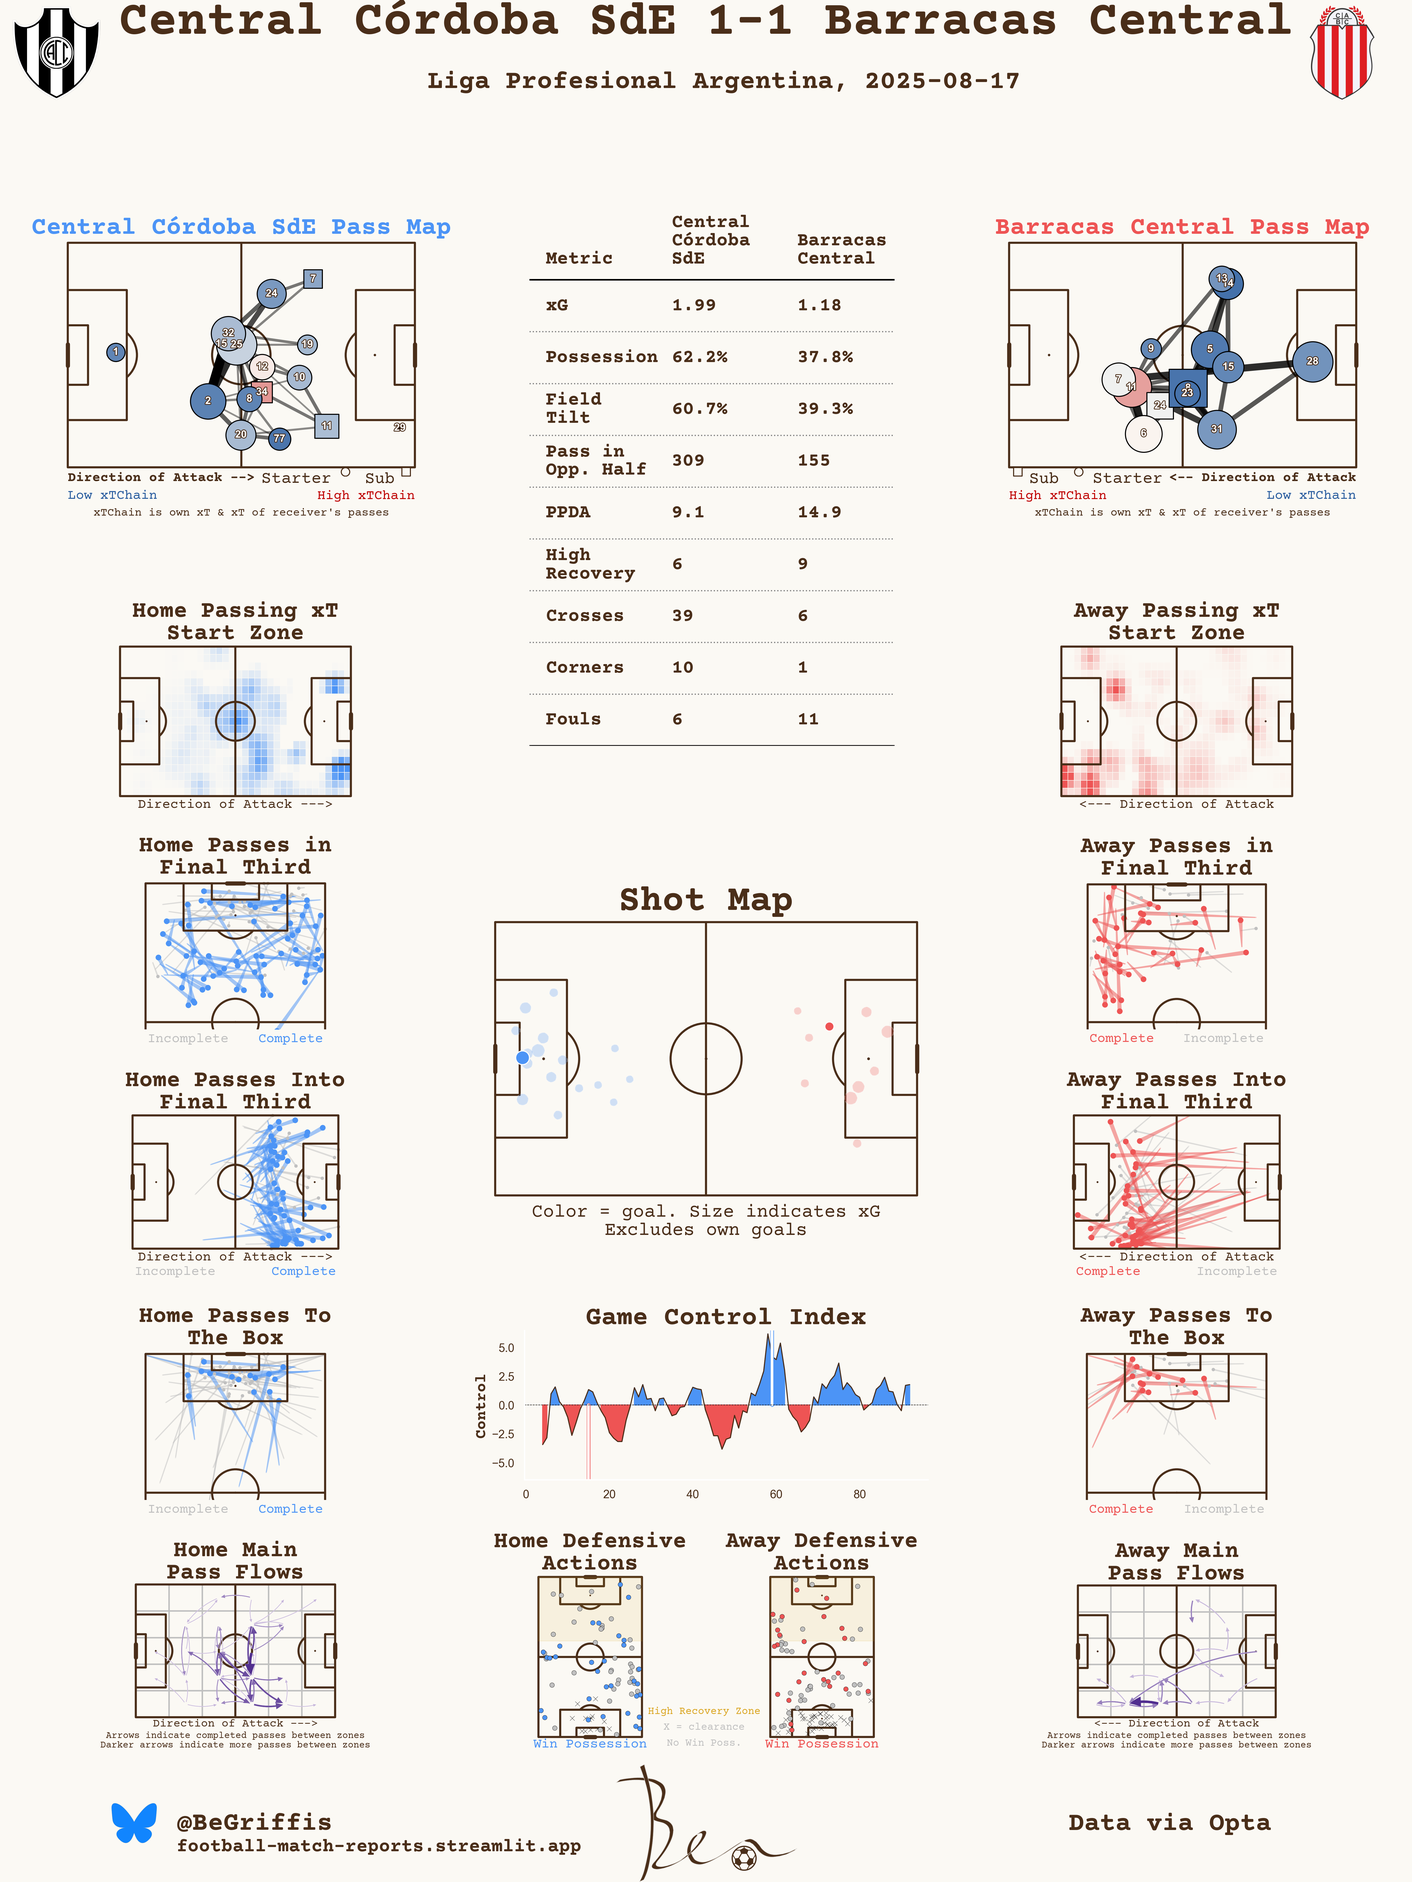 Central Córdoba SdE 1-1 Barracas Central
Liga Profesional Argentina, 2025-08-17
Central Córdoba SdE Pass Map
7
24
32
15 25
19
12
1
10
34
2
8
11
20
77
29
Direction of Attack --> Starter Sub
Low xTChain High xTChain
xTChain is own xT & xT of receiver's passes
Metric Central Córdoba SdE Barracas Central
xG 1.99 1.18
Possession 62.2% 37.8%
Field Tilt 60.7% 39.3%
Pass in Opp. Half 309 155
PPDA 9.1 14.9
High Recovery 6 9
Crosses 39 6
Corners 10 1
Fouls 6 11
Barracas Central Pass Map
13
14
9
5
28
15
7
11
23
24
6
31
Sub Starter <-- Direction of Attack
High xTChain Low xTChain
xTChain is own xT & xT of receiver's passes
Home Passing xT
Start Zone
Direction of Attack --->
Away Passing xT
Start Zone
<--- Direction of Attack
Home Passes in
Final Third
Incomplete Complete
Away Passes in
Final Third
Complete Incomplete
Shot Map
Color = goal. Size indicates xG
Excludes own goals
Home Passes Into
Final Third
Direction of Attack --->
Incomplete Complete
Away Passes Into
Final Third
<--- Direction of Attack
Complete Incomplete
Home Passes To
The Box
Incomplete Complete
Game Control Index
Control
5.0
2.5
0.0
−2.5
−5.0
0 20 40 60 80
Away Passes To
The Box
Complete Incomplete
Home Main
Pass Flows
Direction of Attack --->
Arrows indicate completed passes between zones
Darker arrows indicate more passes between zones
Home Defensive
Actions
Win Possession
High Recovery Zone
X = clearance
No Win Poss.
Away Defensive
Actions
Win Possession
Away Main
Pass Flows
<--- Direction of Attack
Arrows indicate completed passes between zones
Darker arrows indicate more passes between zones
@BeGriffis
football-match-reports.streamlit.app
Ben
Data via Opta